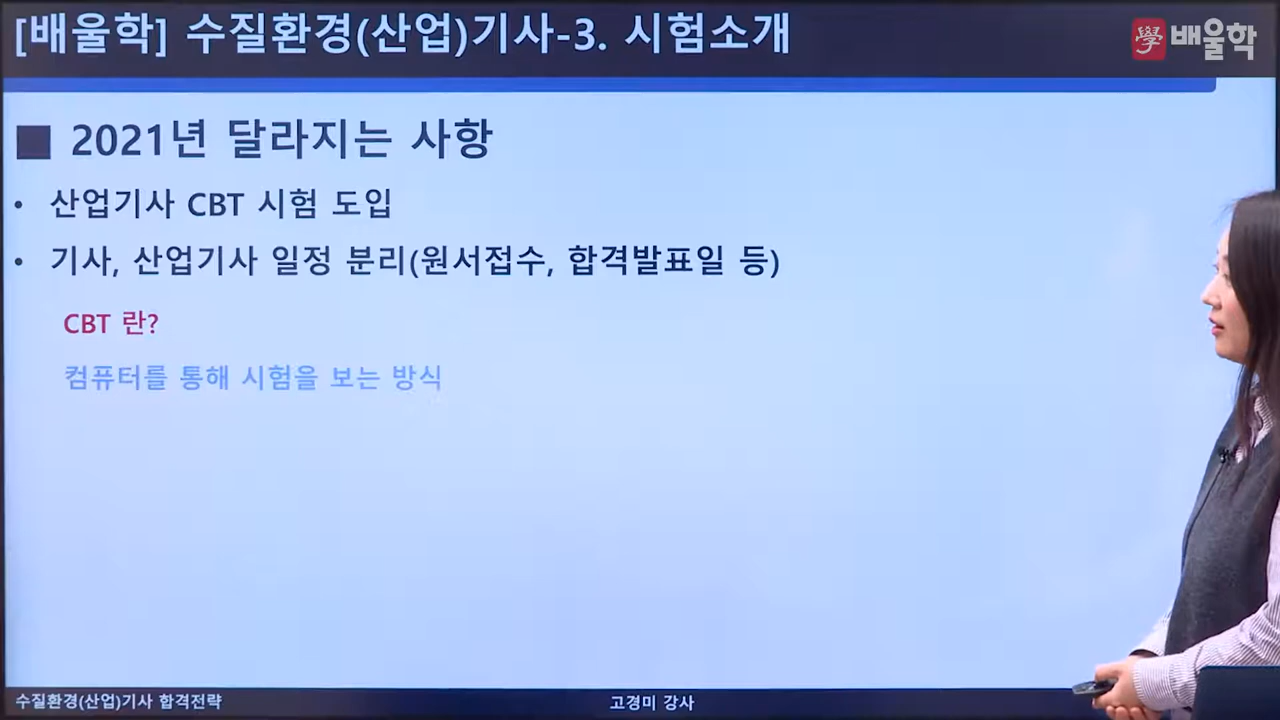 [배울학] 수질환경(산업)기사-3. 시험소개
學 배울학
■ 2021년 달라지는 사항
• 산업기사 CBT 시험 도입
• 기사, 산업기사 일정 분리(원서접수, 합격발표일 등)
CBT 란?
컴퓨터를 통해 시험을 보는 방식
수질환경(산업)기사 합격전략
고경미 강사